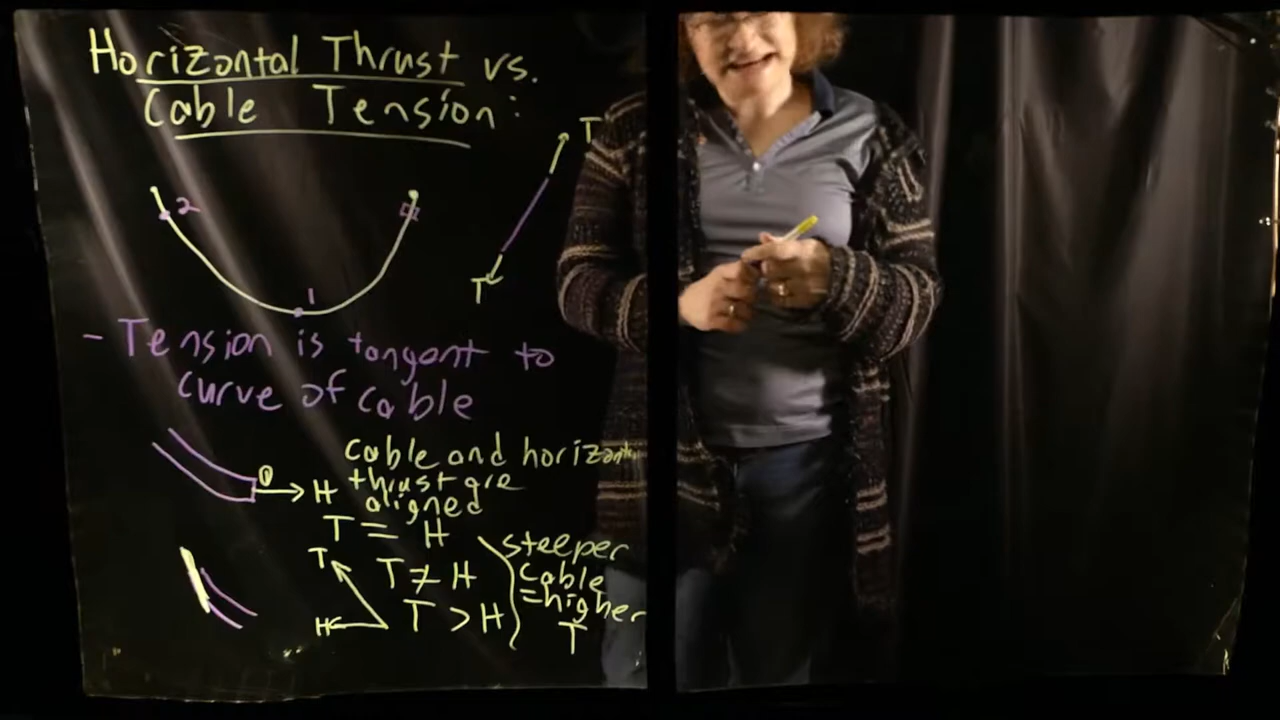 Horizontal Thrust vs.
Cable Tension:
T
2
T
1
- Tension is tangent to
curve of cable
cable and horizontal
thrust are
aligned
① → H
T = H
T
T ≠ H
H
T > H
steeper
cable
= higher
T